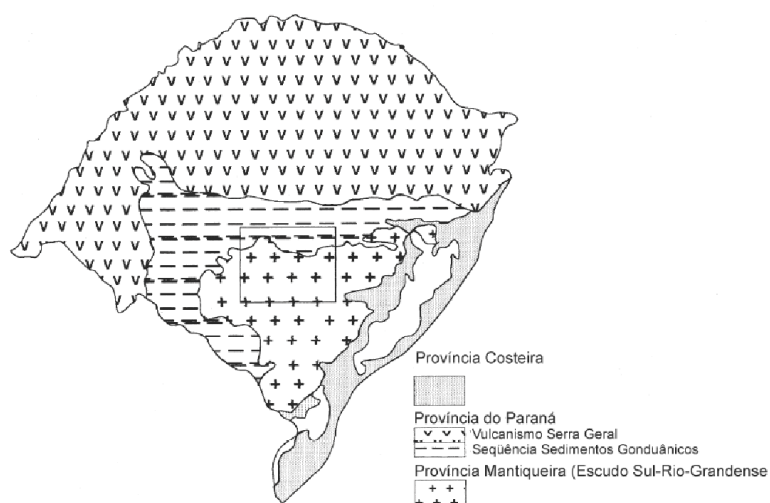 Província Costeira
Província do Paraná
Vulcanismo Serra Geral
Seqüência Sedimentos Gonduânicos
Província Mantiqueira (Escudo Sul-Rio-Grandense